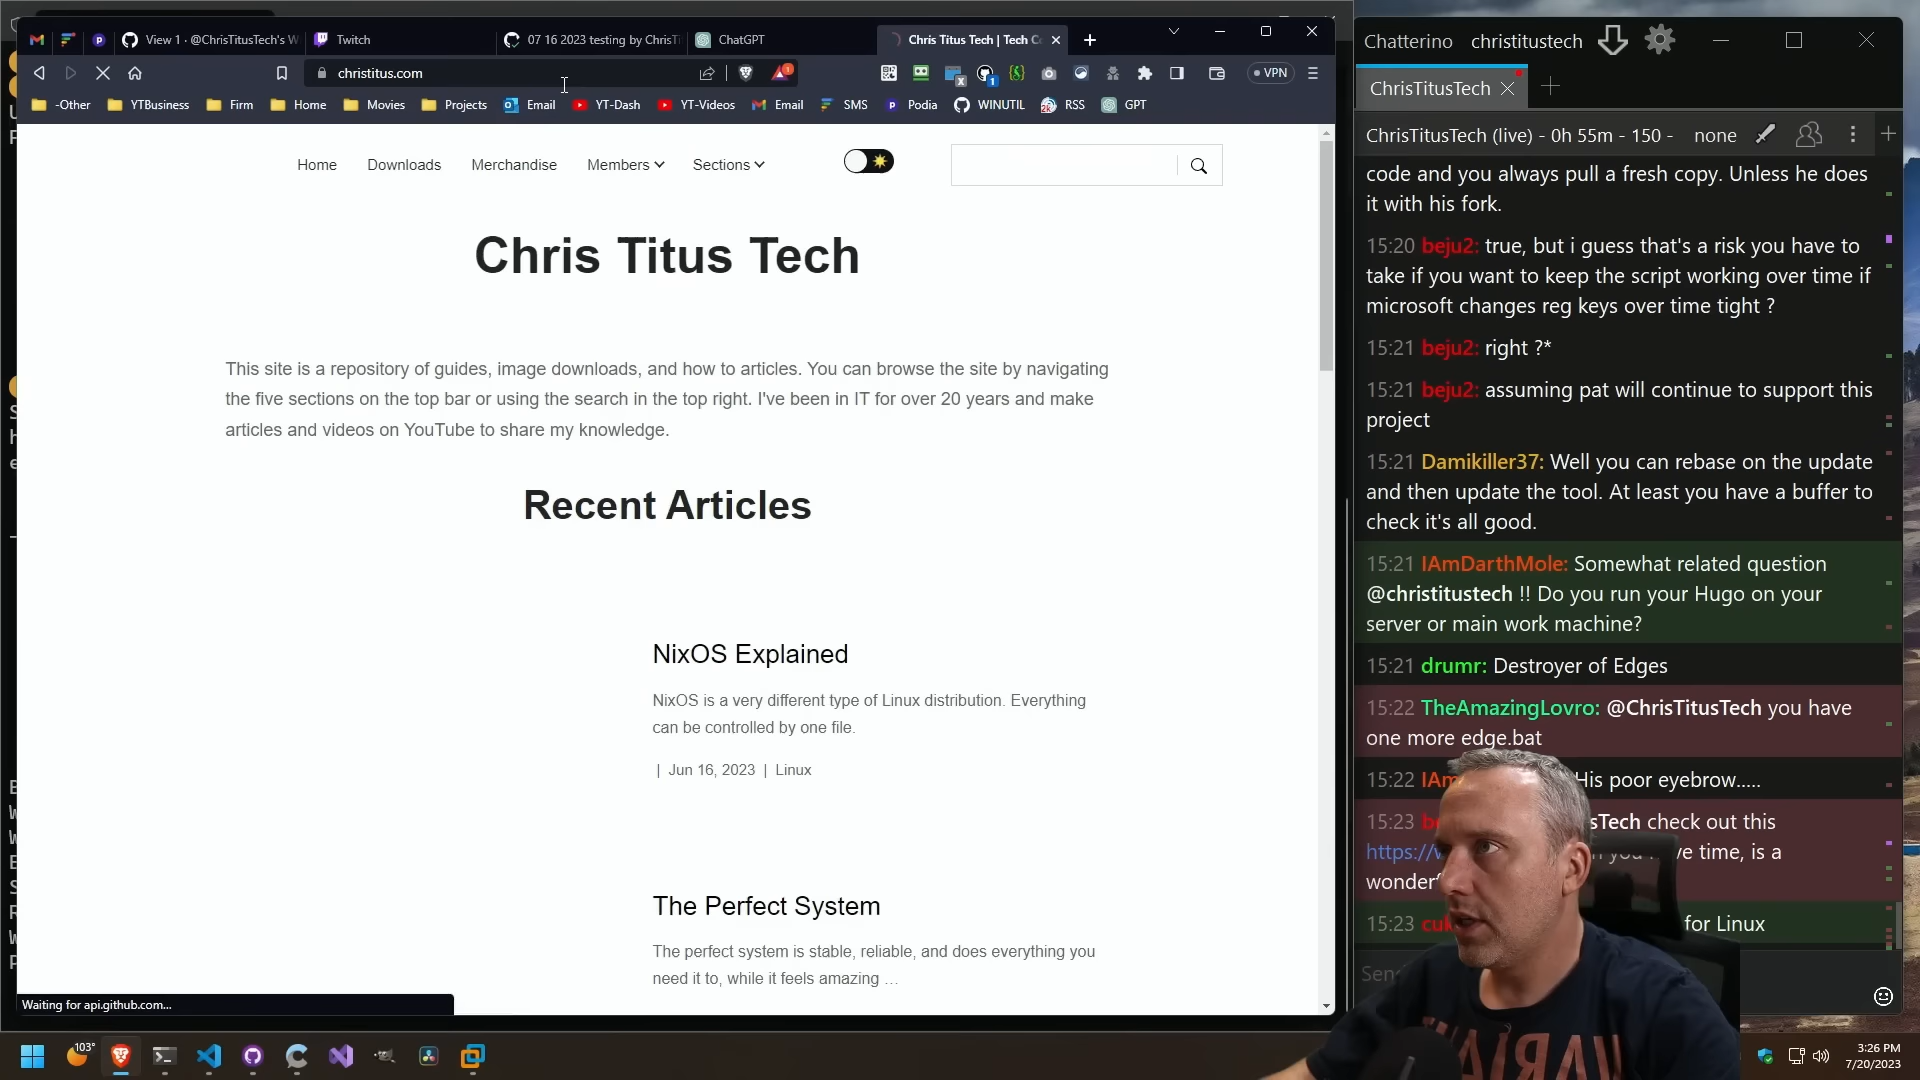 View 1 · @ChrisTitusTech's W
Twitch
07 16 2023 testing by ChrisTi
ChatGPT
Chris Titus Tech | Tech Co
christitus.com
1
1
VPN
-Other
YTBusiness
Firm
Home
Movies
Projects
Email
YT-Dash
YT-Videos
Email
SMS
Podia
WINUTIL
RSS
GPT
Home
Downloads
Merchandise
Members
Sections
Chris Titus Tech
This site is a repository of guides, image downloads, and how to articles. You can browse the site by navigating
the five sections on the top bar or using the search in the top right. I've been in IT for over 20 years and make
articles and videos on YouTube to share my knowledge.
Recent Articles
NixOS Explained
NixOS is a very different type of Linux distribution. Everything
can be controlled by one file.
| Jun 16, 2023 | Linux
The Perfect System
The perfect system is stable, reliable, and does everything you
need it to, while it feels amazing …
Waiting for api.github.com...
Chatterino
christitustech
ChrisTitusTech
ChrisTitusTech (live) - 0h 55m - 150 -
none
code and you always pull a fresh copy. Unless he does
it with his fork.
15:20 beju2: true, but i guess that's a risk you have to
take if you want to keep the script working over time if
microsoft changes reg keys over time tight ?
15:21 beju2: right ?*
15:21 beju2: assuming pat will continue to support this
project
15:21 Damikiller37: Well you can rebase on the update
and then update the tool. At least you have a buffer to
check it's all good.
15:21 IAmDarthMole: Somewhat related question
@christitustech !! Do you run your Hugo on your
server or main work machine?
15:21 drumr: Destroyer of Edges
15:22 TheAmazingLovro: @ChrisTitusTech you have
one more edge.bat
15:22 IAm His poor eyebrow.....
15:23 be sTech check out this
https://w ve time, is a
wonderf
15:23 cuk for Linux
Send
103°
3:26 PM
7/20/2023